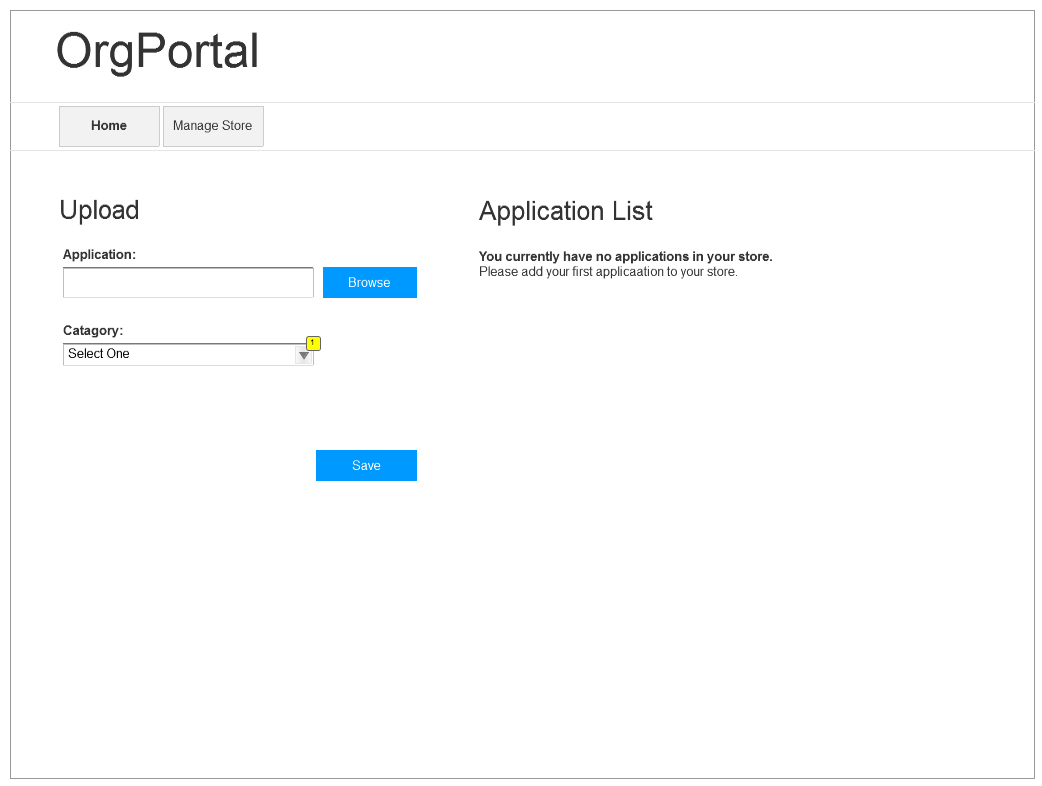 OrgPortal
Home
Manage Store
Upload
Application:
Browse
Catagory:
1
Select One
Save
Application List
You currently have no applications in your store.
Please add your first applicaation to your store.